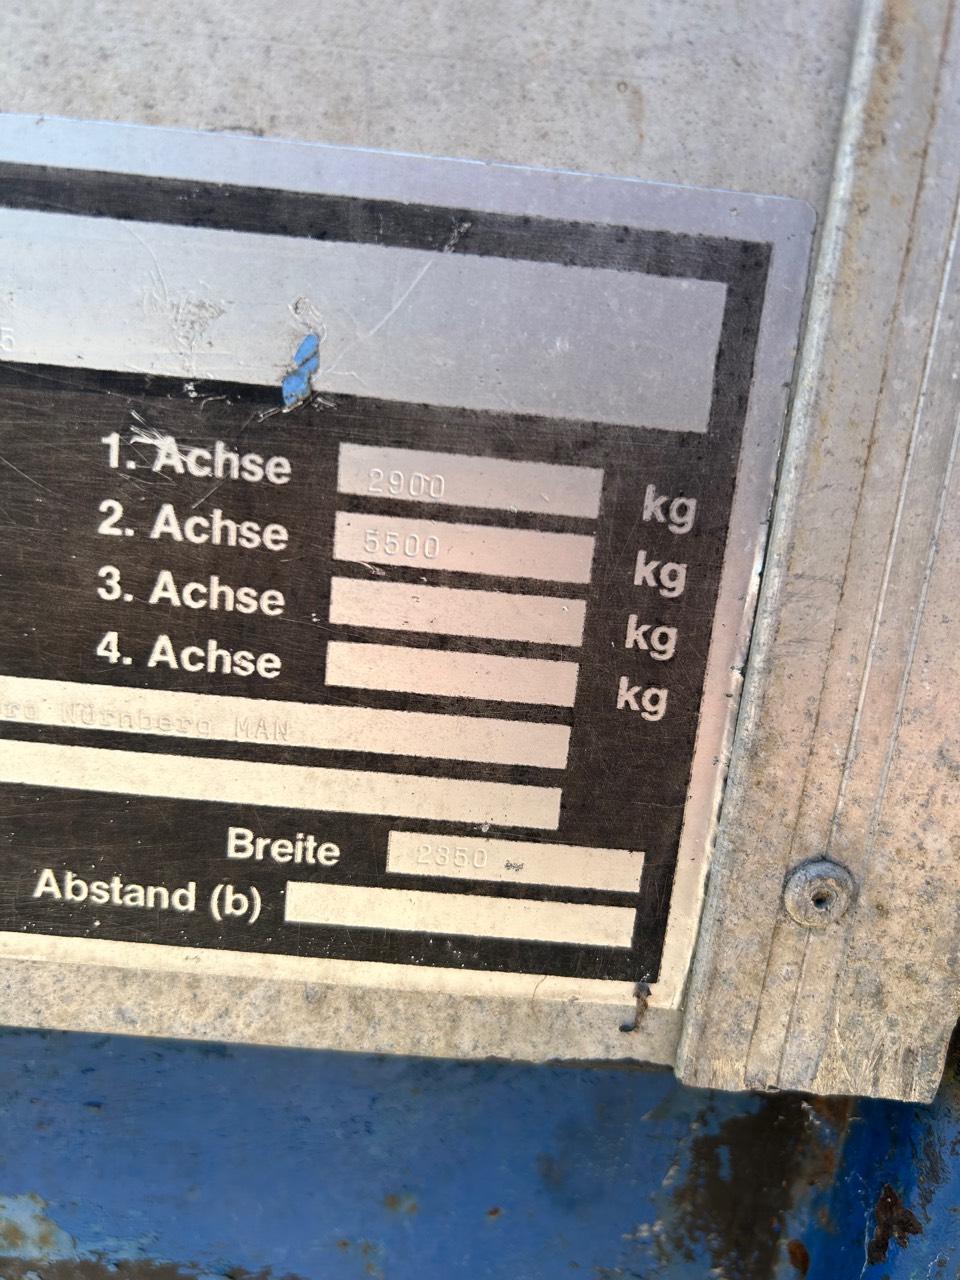 5
1. Achse 2900 kg
2. Achse 5500 kg
3. Achse kg
4. Achse kg
Nürnberg MAN
Breite 2350
Abstand (b)